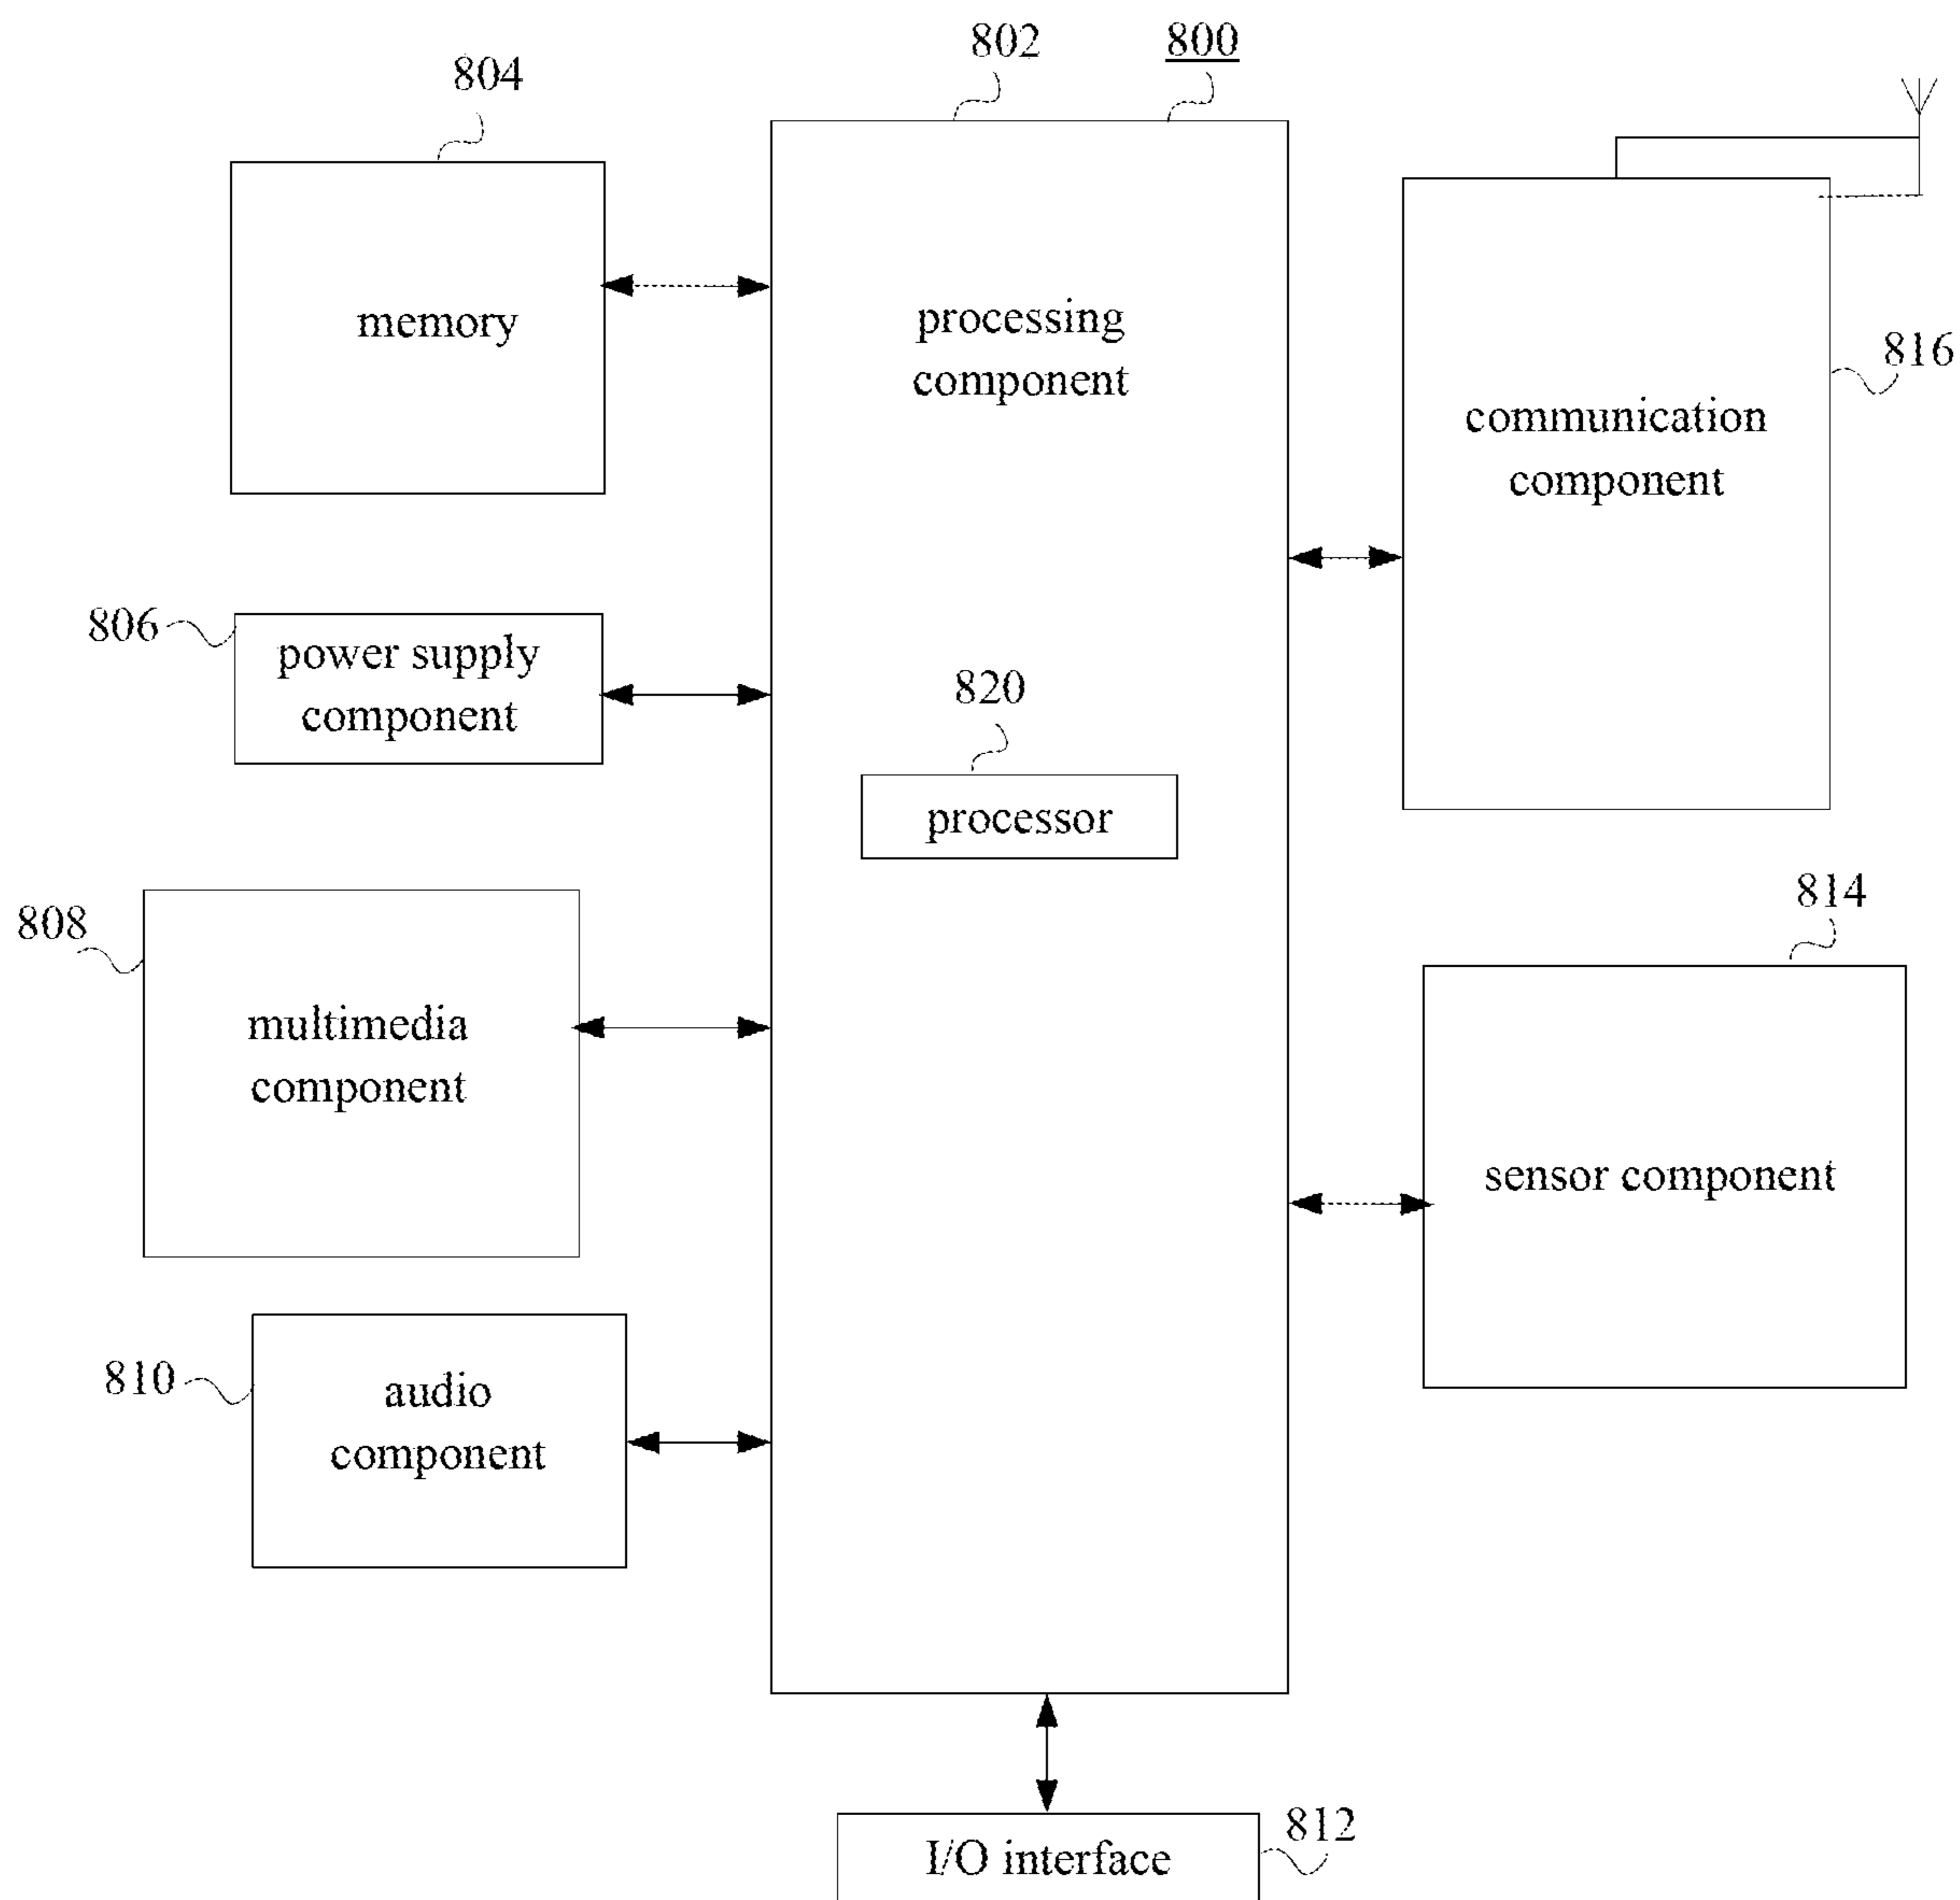 802
800
804
memory
processing
component
816
communication
component
806
power supply
component
820
processor
808
multimedia
component
814
sensor component
810
audio
component
812
I/O interface